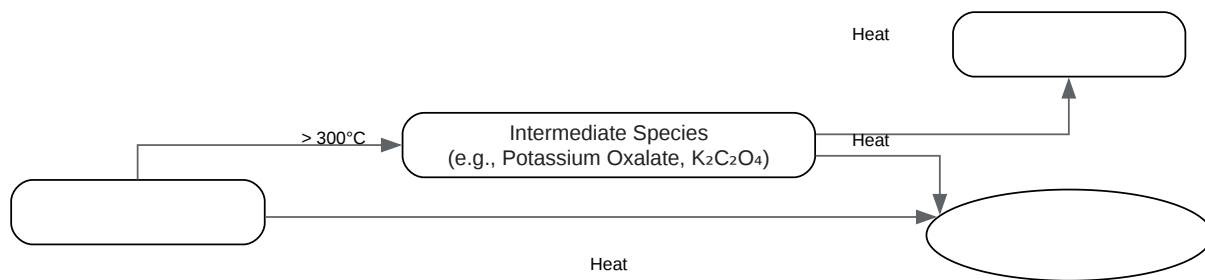 Heat
> 300°C
Intermediate Species
(e.g., Potassium Oxalate, K₂C₂O₄)
Heat
Heat